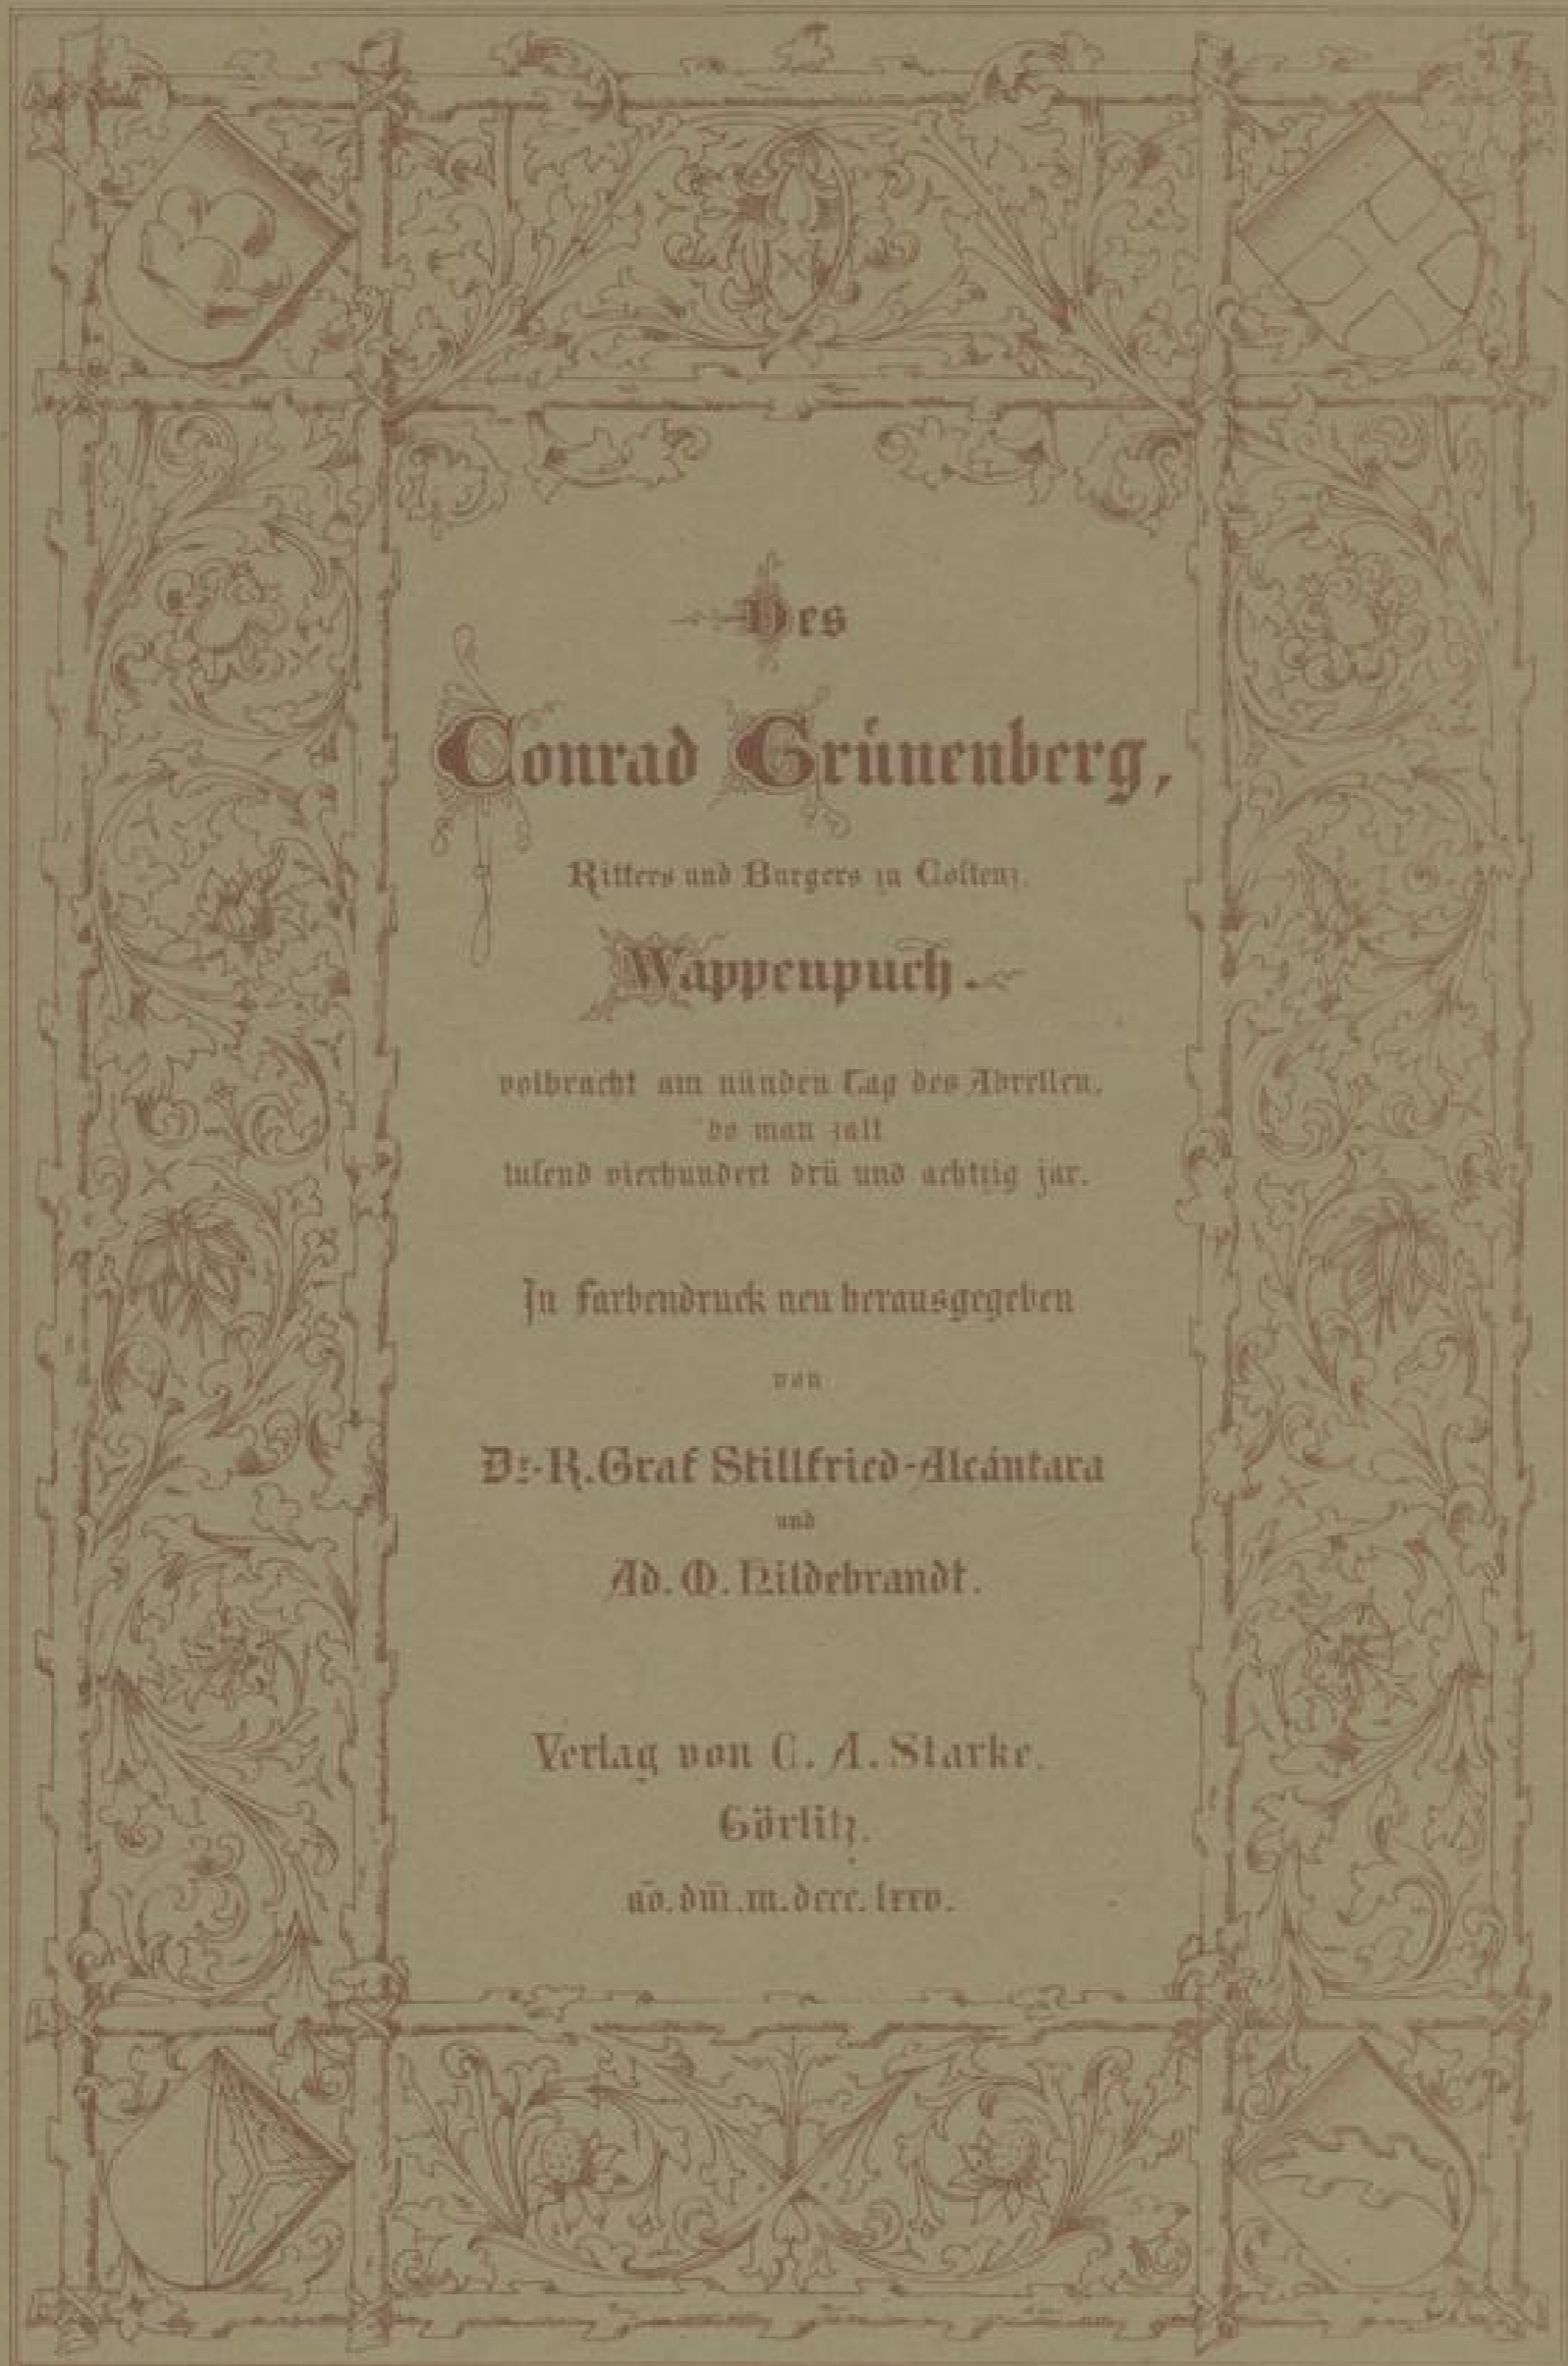 Des
Conrad Grünenberg,
Ritters und Burgers zu Costenz.
Wappenpuch.
volbracht am nünden Tag des Abrellen,
do man zalt
tusend vierhundert drü und achtzig jar.
In Farbendruck neu herausgegeben
von
Dr. R. Graf Stillfried-Alcántara
und
Ad. M. Hildebrandt.
Verlag von C. A. Starke.
Görlitz.
aō. dm̄. m. dccc. lxxv.